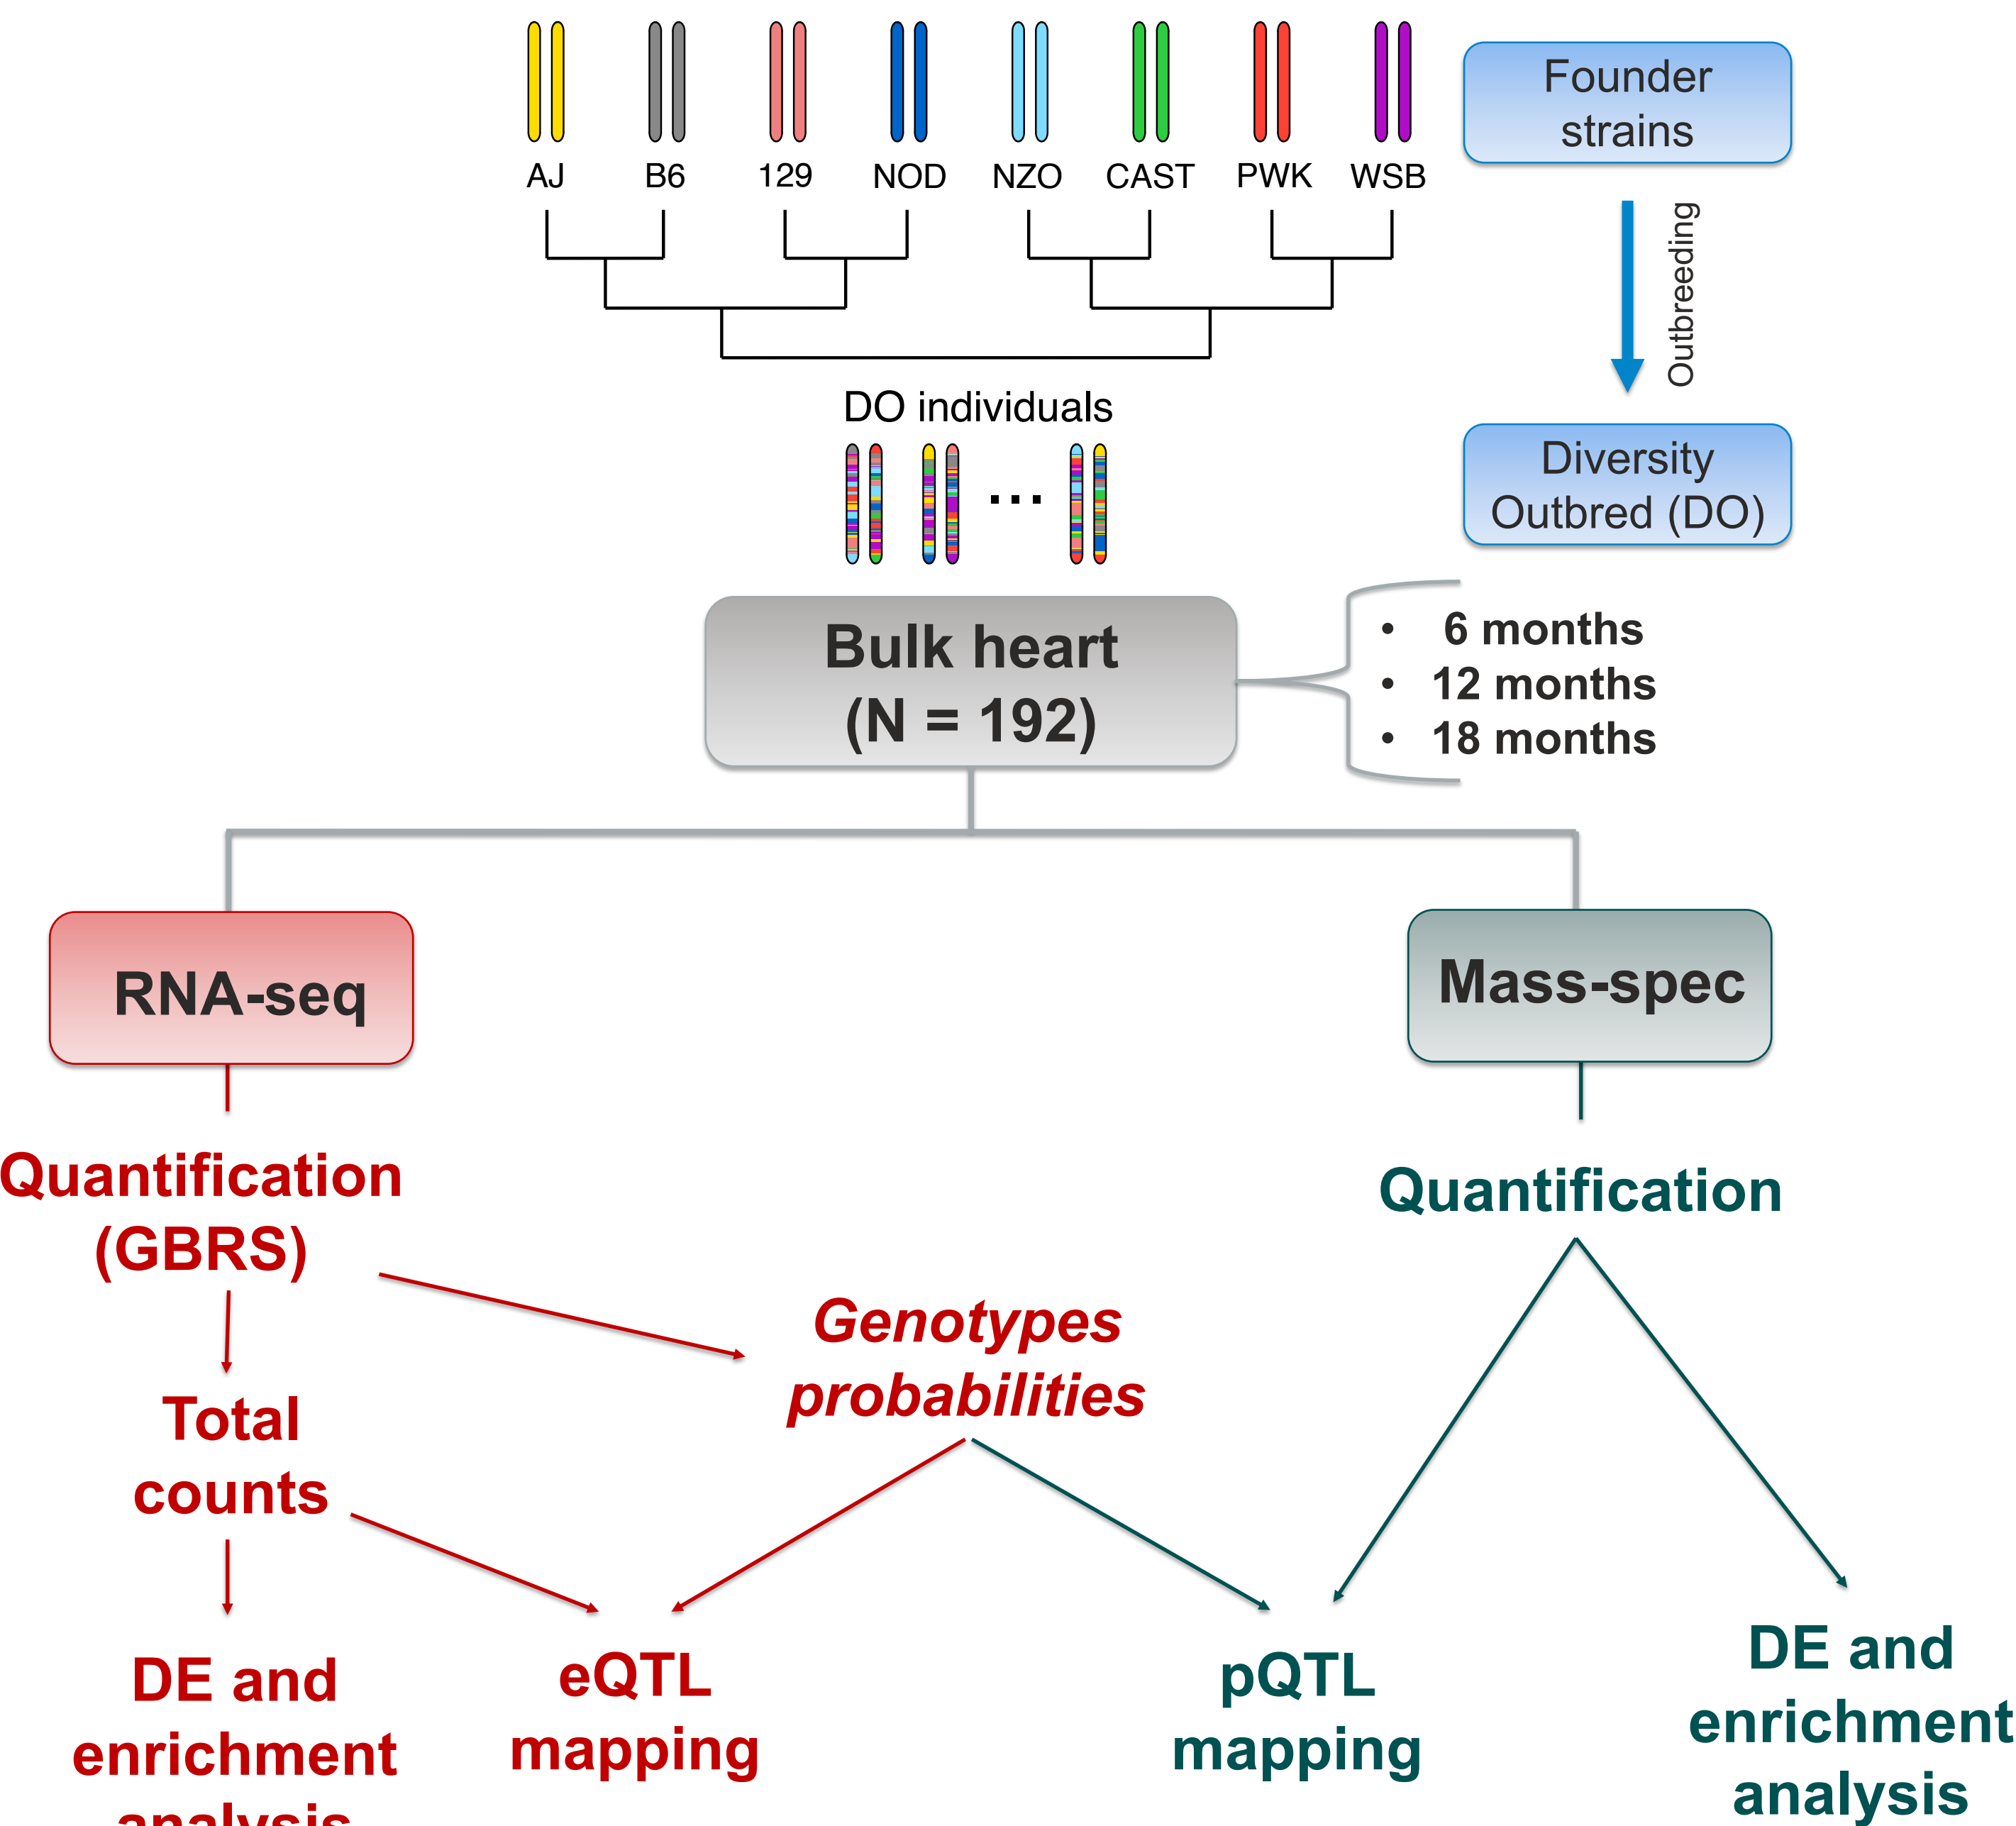 AJ B6 129 NOD NZO CAST PWK WSB
Founder
strains
Outbreeding
DO individuals
...
Diversity
Outbred (DO)
Bulk heart
(N = 192)
• 6 months
• 12 months
• 18 months
RNA-seq
Mass-spec
Quantification
(GBRS)
Quantification
Genotypes
probabilities
Total
counts
DE and
enrichment
analysis
eQTL
mapping
pQTL
mapping
DE and
enrichment
analysis